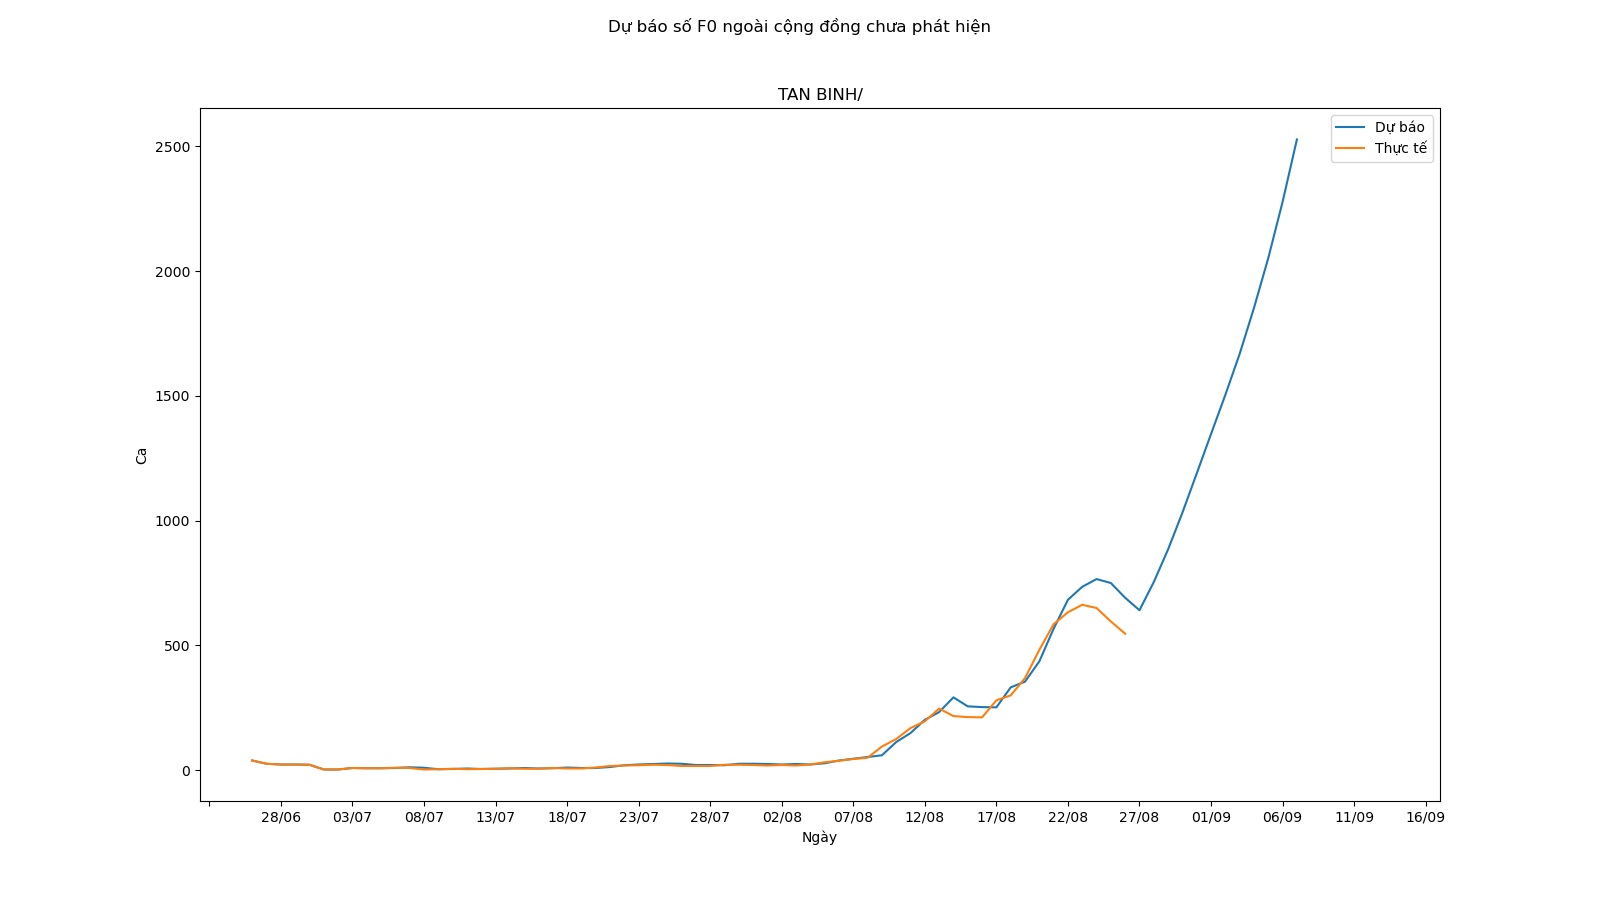 Dự báo số F0 ngoài cộng đồng chưa phát hiện
TAN BINH/
Dự báo
Thực tế
2500
2000
1500
1000
500
0
Ca
28/06 03/07 08/07 13/07 18/07 23/07 28/07 02/08 07/08 12/08 17/08 22/08 27/08 01/09 06/09 11/09 16/09
Ngày